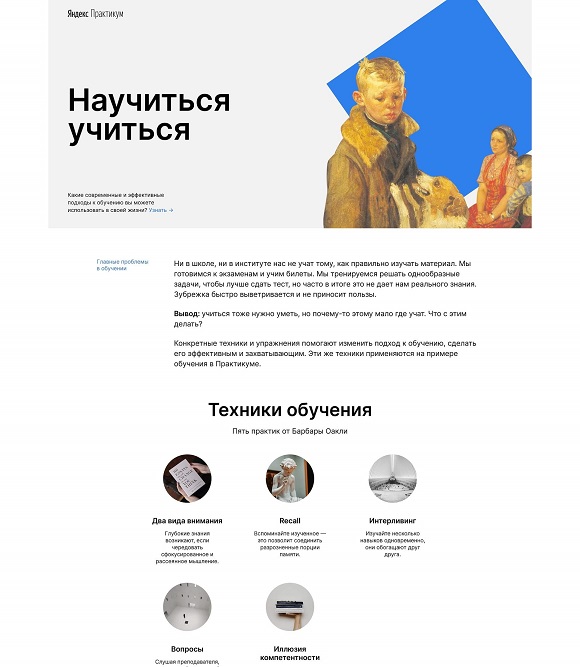 Яндекс Практикум
Научиться
учиться
Какие современные и эффективные
подходы к обучению вы можете
использовать в своей жизни? Узнать →
Главные проблемы
в обучении
Ни в школе, ни в институте нас не учат тому, как правильно изучать материал. Мы
готовимся к экзаменам и учим билеты. Мы тренируемся решать однообразные
задачи, чтобы лучше сдать тест, но часто в итоге это не дает нам реального знания.
Зубрежка быстро выветривается и не приносит пользы.
Вывод: учиться тоже нужно уметь, но почему-то этому мало где учат. Что с этим
делать?
Конкретные техники и упражнения помогают изменить подход к обучению, сделать
его эффективным и захватывающим. Эти же техники применяются на примере
обучения в Практикуме.
Техники обучения
Пять практик от Барбары Оакли
Два вида внимания
Глубокие знания
возникают, если
чередовать
сфокусированное и
рассеянное мышление.
Recall
Вспоминайте изученное —
это позволит соединить
разрозненные порции
памяти.
Интерливинг
Изучайте несколько
навыков одновременно,
они обогащают друг
друга.
Вопросы
Слушая преподавателя,
Иллюзия
компетентности